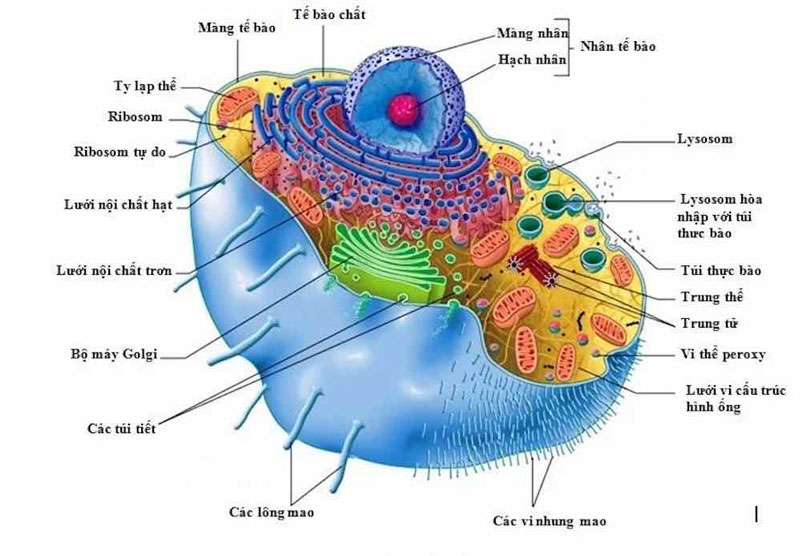 Tế bào chất
Màng tế bào
Màng nhân
Hạch nhân
Nhân tế bào
Ty lạp thể
Ribosom
Ribosom tự do
Lưới nội chất hạt
Lưới nội chất trơn
Bộ máy Golgi
Các túi tiết
Các lông mao
Lysosom
Lysosom hòa
nhập với túi
thưc bào
Túi thực bào
Trung thể
Trung tử
Vi thể peroxy
Lưới vi cấu trúc
hình ống
Các vi nhung mao